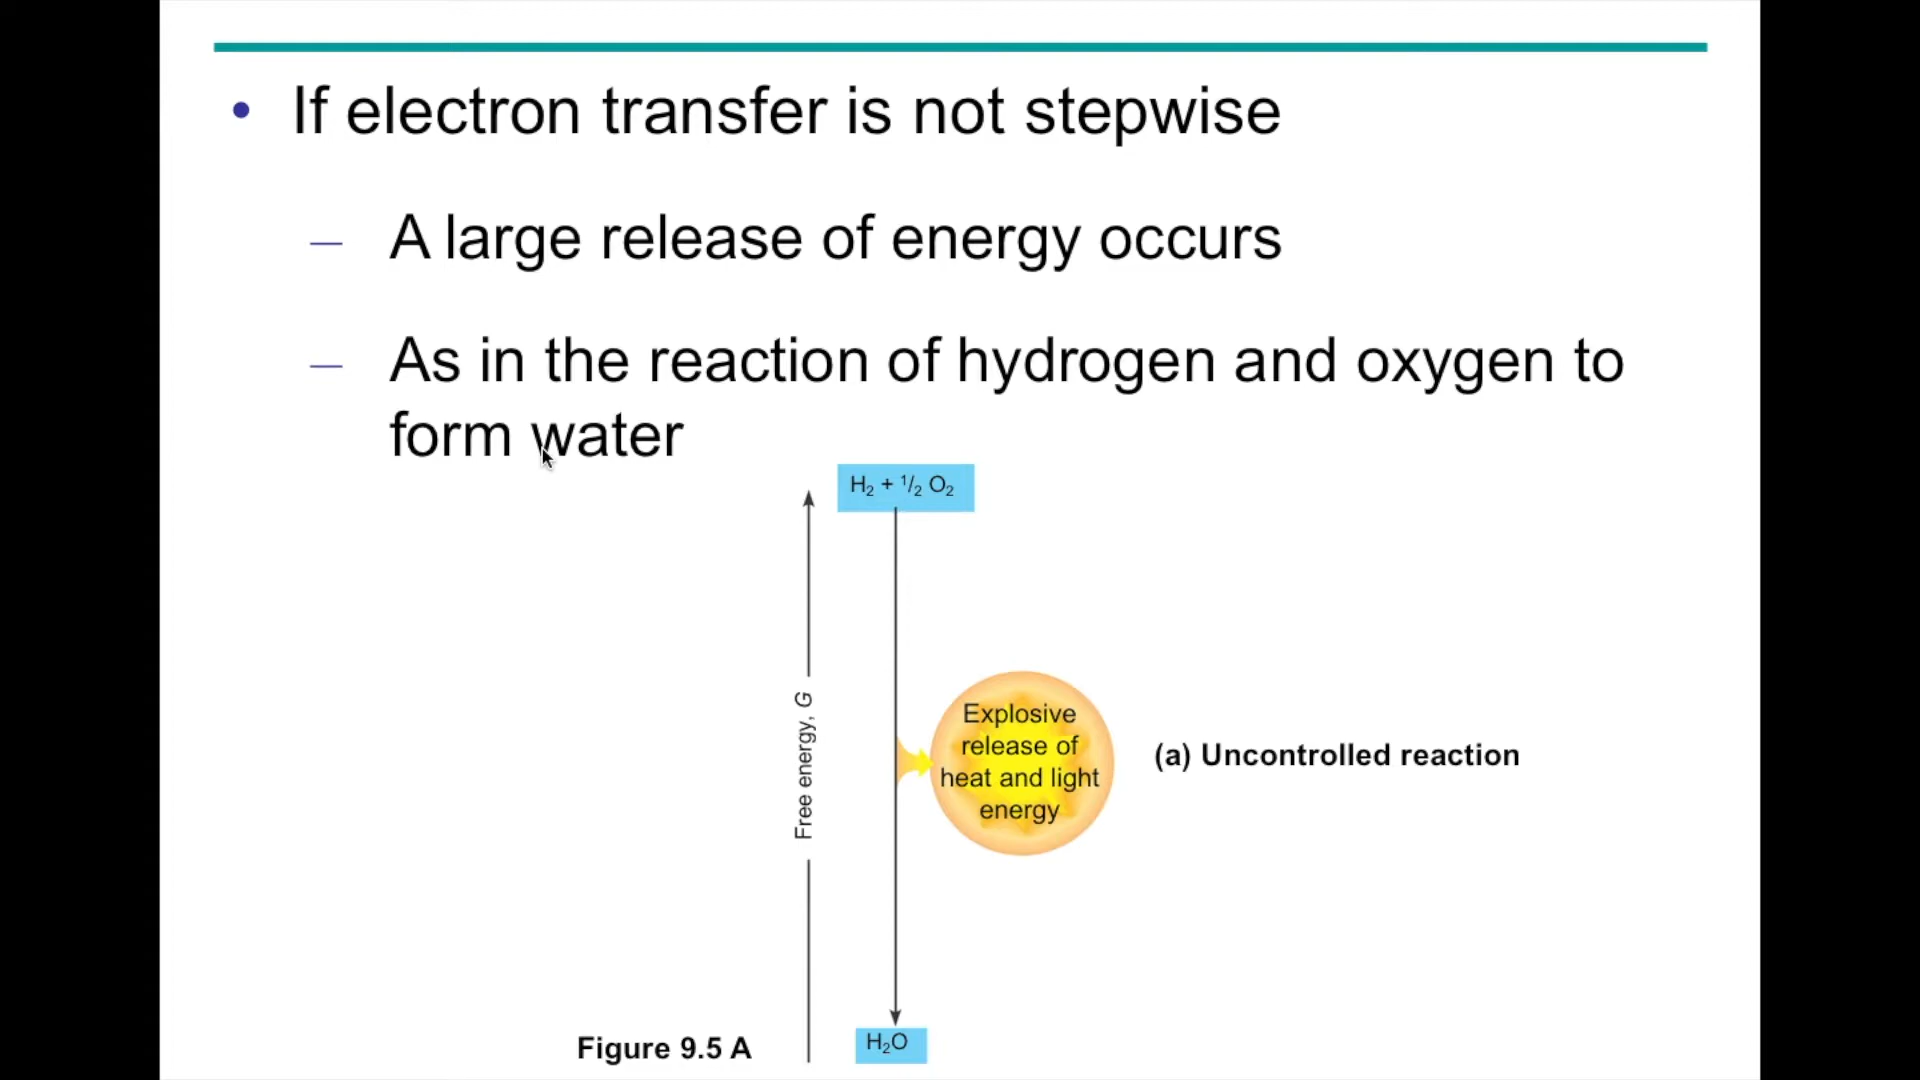 • If electron transfer is not stepwise
– A large release of energy occurs
– As in the reaction of hydrogen and oxygen to
form water
H₂ + ¹/₂ O₂
Free energy, G
Explosive
release of
heat and light
energy
(a) Uncontrolled reaction
H₂O
Figure 9.5 A